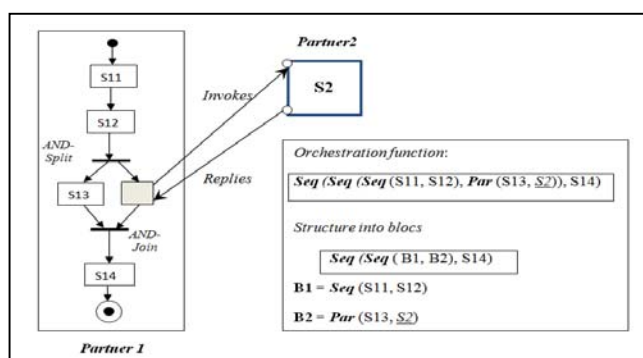 Partner2
S11
S2
Invokes
S12
AND-
Split
Orchestration function:
Replies
Seq (Seq (Seq (S11, S12), Par (S13, S2)), S14)
S13
Structure into blocs
AND-
Join
Seq (Seq ( B1, B2), S14)
S14
B1 = Seq (S11, S12)
B2 = Par (S13, S2)
Partner 1